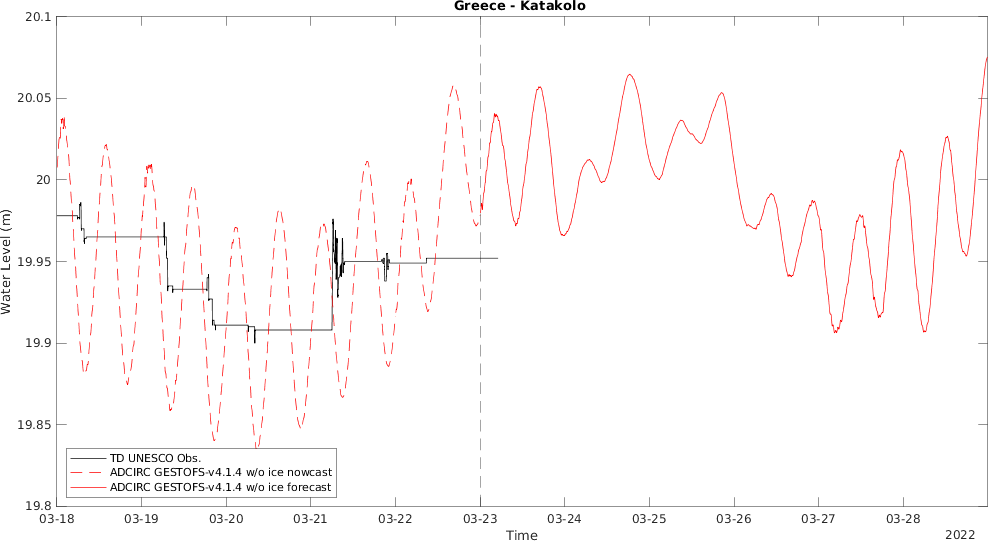 Greece - Katakolo
20.1
20.05
20
19.95
19.9
19.85
19.8
Water Level (m)
TD UNESCO Obs.
ADCIRC GESTOFS-v4.1.4 w/o ice nowcast
ADCIRC GESTOFS-v4.1.4 w/o ice forecast
03-18 03-19 03-20 03-21 03-22 03-23 03-24 03-25 03-26 03-27 03-28
Time
2022